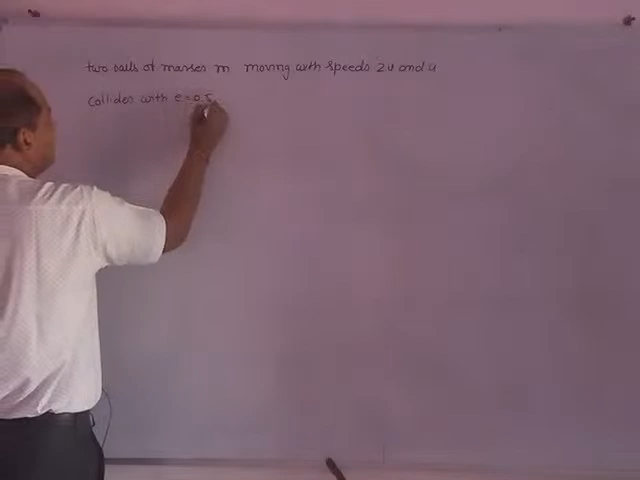 two balls of masses m moving with speeds 2u and u
Collides with e=0.5